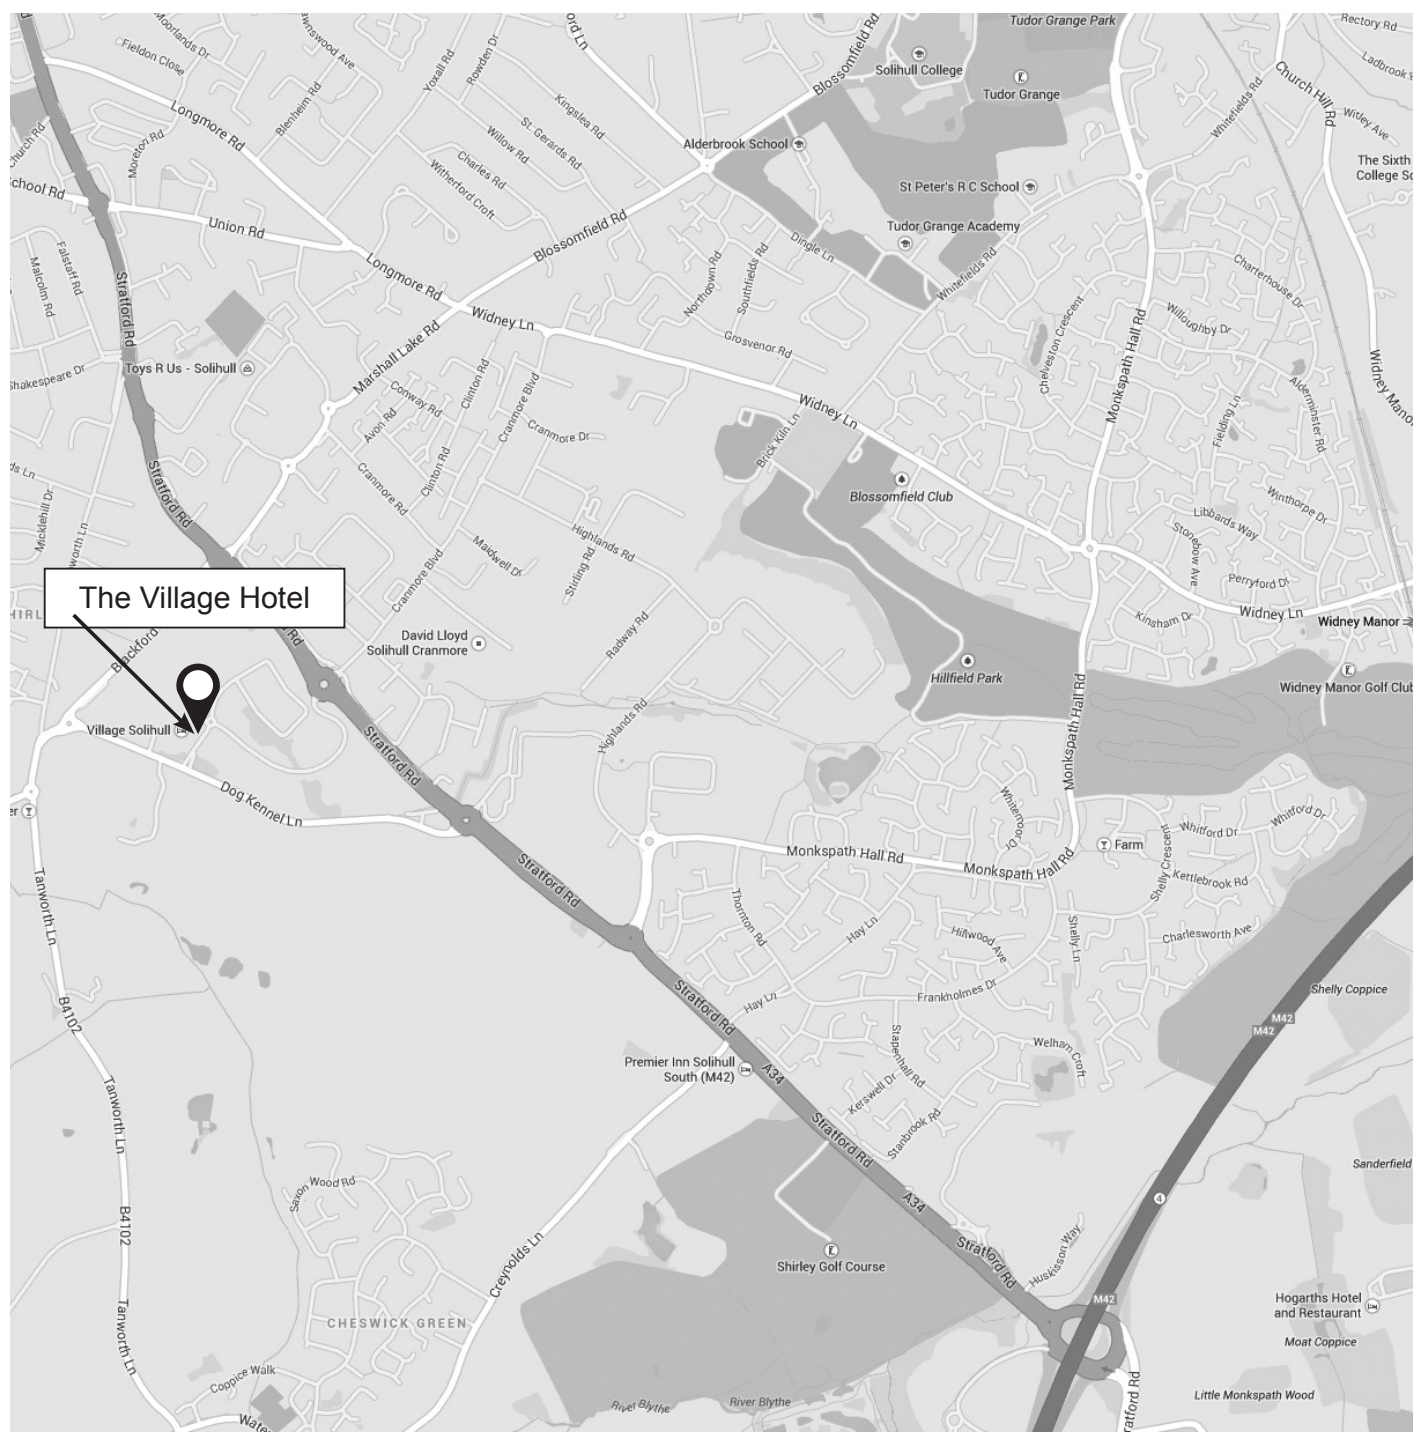 Tudor Grange Park
Rectory Rd
Moorlands Dr
Fieldon Close
Yoxall Rd
Rowden Dr
Blossomfield Rd
Solihull College
Tudor Grange
Church Hill Rd
Whitefields Rd
Witley Ave
Longmore Rd
Blenheim Rd
Kingslea Rd
St. Gerards Rd
Willow Rd
Charles Rd
Witherford Croft
Moreton Rd
Church Rd
Alderbrook School
St Peter's R C School
Tudor Grange Academy
The Sixth
Union Rd
Blossomfield Rd
Dingle Ln
Whitefields Rd
Falstaff Rd
Malcolm Rd
Stratford Rd
Longmore Rd
Widney Ln
Northdown Rd
Southfields Rd
Grosvenor Rd
Charterhouse Dr
Willoughby Dr
Chelveston Crescent
Monkspath Hall Rd
Toys R Us - Solihull
Shakespeare Dr
Marshall Lake Rd
Conway Rd
Clinton Rd
Avon Rd
Cranmore Blvd
Cranmore Dr
Widney Ln
Brick Kiln Ln
Alderminster Rd
Fielding Ln
Widney Manor
Stratford Rd
Cranmore Rd
Clinton Rd
Blossomfield Club
Winthorpe Dr
Libbards Way
Stonebow Ave
Micklehill Dr
Highlands Rd
Maidwell Dr
Stirling Rd
Cranmore Blvd
Perryford Dr
Kinsham Dr
Widney Ln
Widney Manor
The Village Hotel
Blackford
David Lloyd
Solihull Cranmore
Radway Rd
Hillfield Park
Widney Manor Golf Club
Village Solihull
Stratford Rd
Highlands Rd
Monkspath Hall Rd
Dog Kennel Ln
Whitemoor Dr
Whitford Dr
Whitford Dr
Farm
Shelly Crescent
Kettlebrook Rd
Monkspath Hall Rd
Monkspath Hall Rd
Stratford Rd
Tanworth Ln
Thornton Rd
Hay Ln
Hillwood Ave
Shelly Ln
Charlesworth Ave
Hay Ln
Frankholmes Dr
Shelly Coppice
B4102
Stratford Rd
M42
M42
Stapenhall Rd
Welham Croft
Premier Inn Solihull
South (M42)
A34
Kerswell Dr
Stanbrook Rd
Tanworth Ln
Stratford Rd
Sanderfield
Saxon Wood Rd
A34
4
B4102
Creynolds Ln
Stratford Rd
Huskisson Way
Shirley Golf Course
M42
Hogarths Hotel
and Restaurant
CHESWICK GREEN
Tanworth Ln
Moat Coppice
Coppice Walk
River Blythe
River Blythe
Little Monkspath Wood